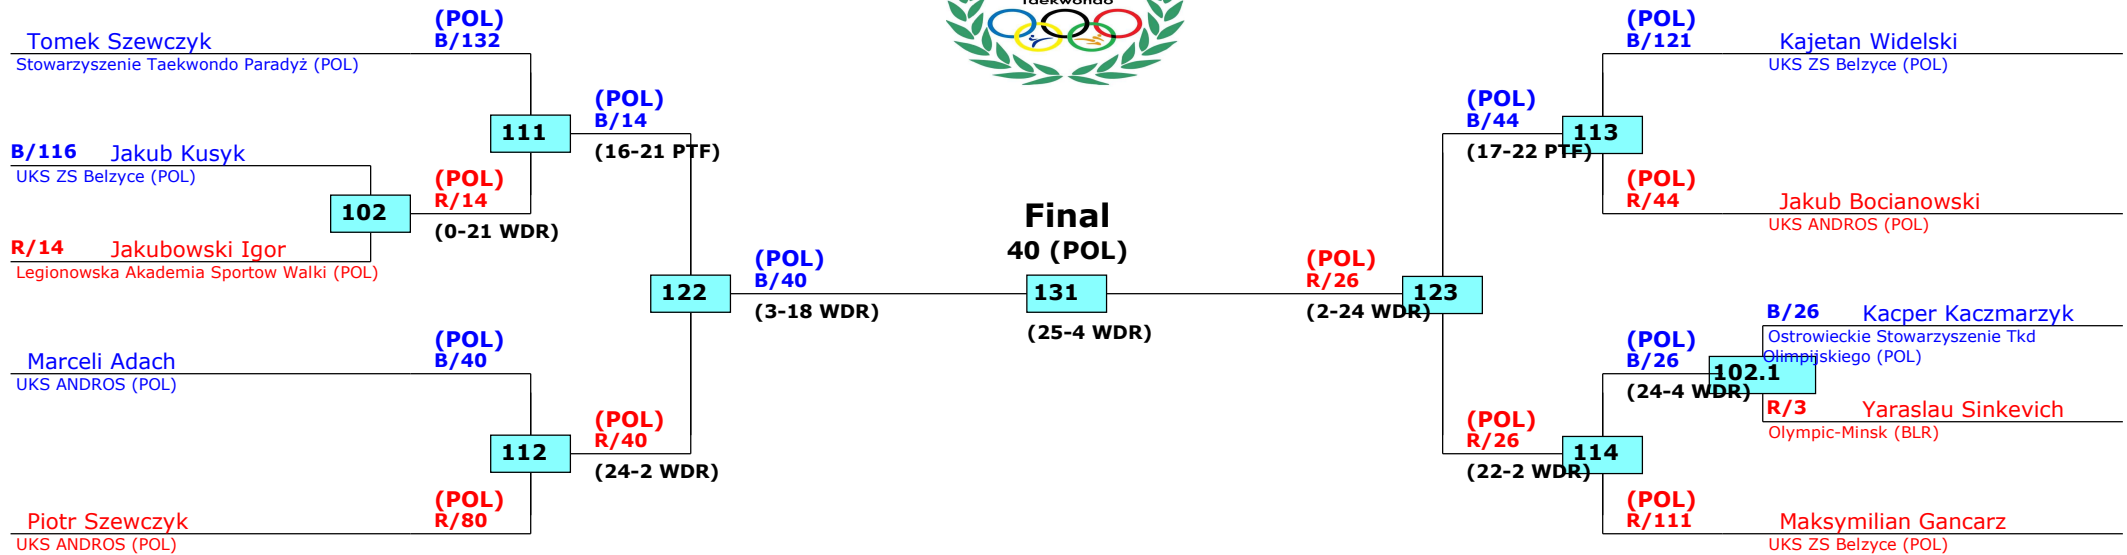 Taekwondo
(POL)
B/132
Tomek Szewczyk
Stowarzyszenie Taekwondo Paradyż (POL)
B/116 Jakub Kusyk
UKS ZS Belzyce (POL)
102
R/14 Jakubowski Igor
Legionowska Akademia Sportow Walki (POL)
(POL)
R/14
(0-21 WDR)
111
(POL)
B/14
(16-21 PTF)
Marceli Adach
UKS ANDROS (POL)
(POL)
B/40
112
(POL)
R/40
(24-2 WDR)
Piotr Szewczyk
UKS ANDROS (POL)
(POL)
R/80
122
(POL)
B/40
(3-18 WDR)
Final
40 (POL)
131
(25-4 WDR)
(POL)
R/26
(2-24 WDR)
123
(POL)
B/44
(17-22 PTF)
113
(POL)
B/121
Kajetan Widelski
UKS ZS Belzyce (POL)
(POL)
R/44
Jakub Bocianowski
UKS ANDROS (POL)
B/26 Kacper Kaczmarzyk
Ostrowieckie Stowarzyszenie Tkd
Olimpijskiego (POL)
102.1
(POL)
B/26
(24-4 WDR)
R/3 Yaraslau Sinkevich
Olympic-Minsk (BLR)
(POL)
R/26
(22-2 WDR)
114
(POL)
R/111
Maksymilian Gancarz
UKS ZS Belzyce (POL)